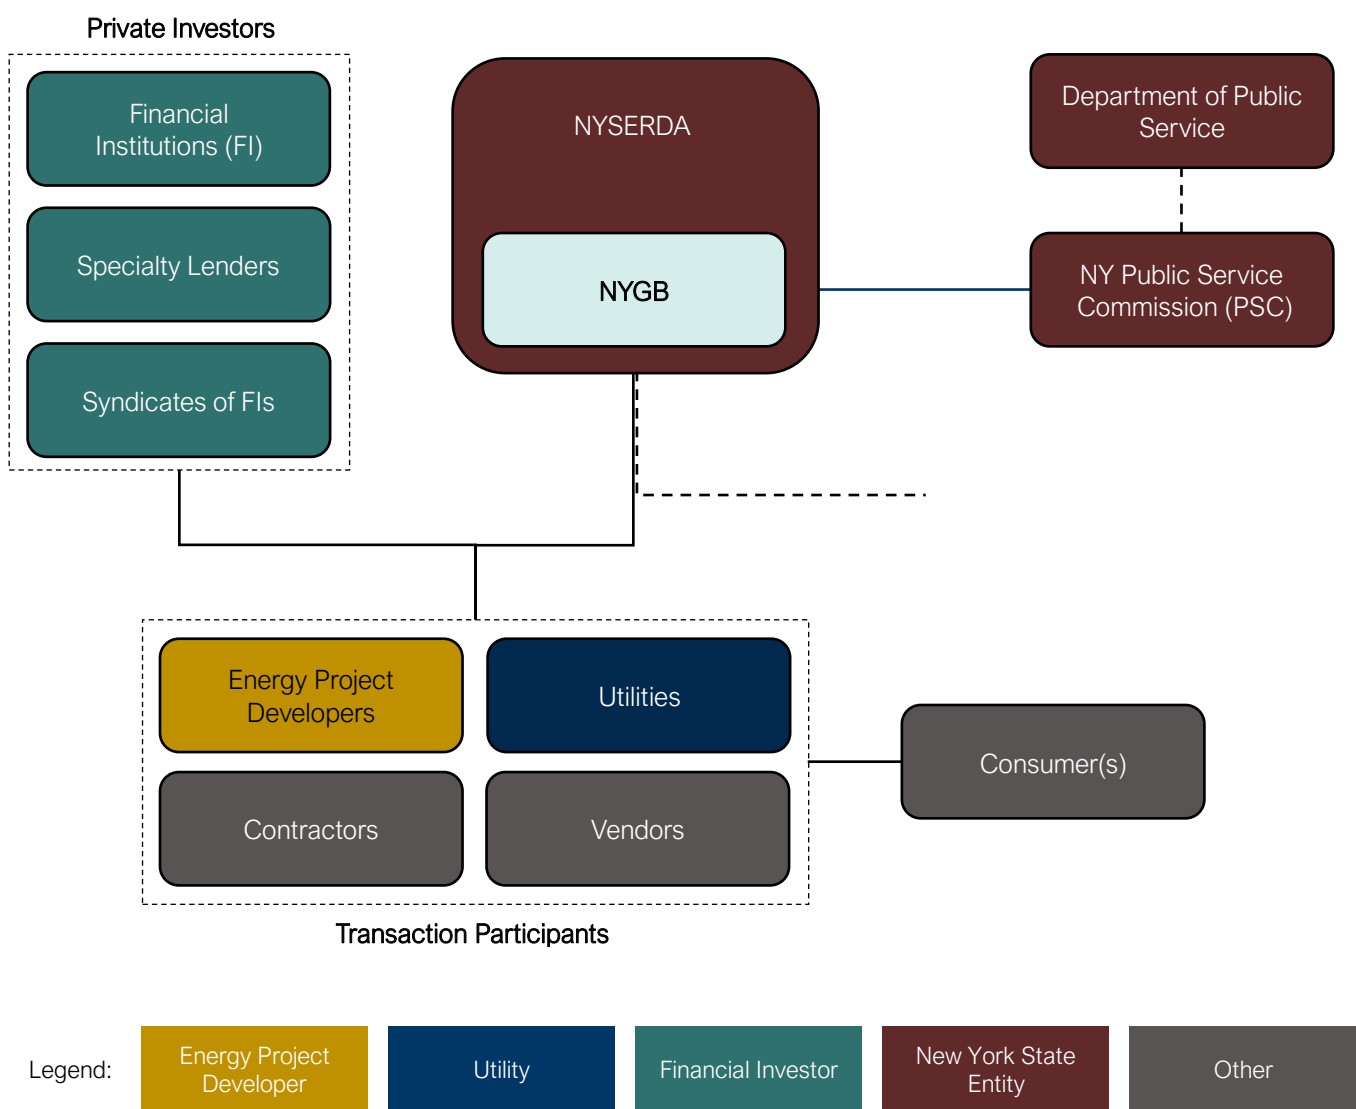 Private Investors
Financial
Institutions (FI)
Specialty Lenders
Syndicates of FIs
NYSERDA
NYGB
Department of Public
Service
NY Public Service
Commission (PSC)
Energy Project
Developers
Utilities
Contractors
Vendors
Consumer(s)
Transaction Participants
Legend:
Energy Project
Developer
Utility
Financial Investor
New York State
Entity
Other